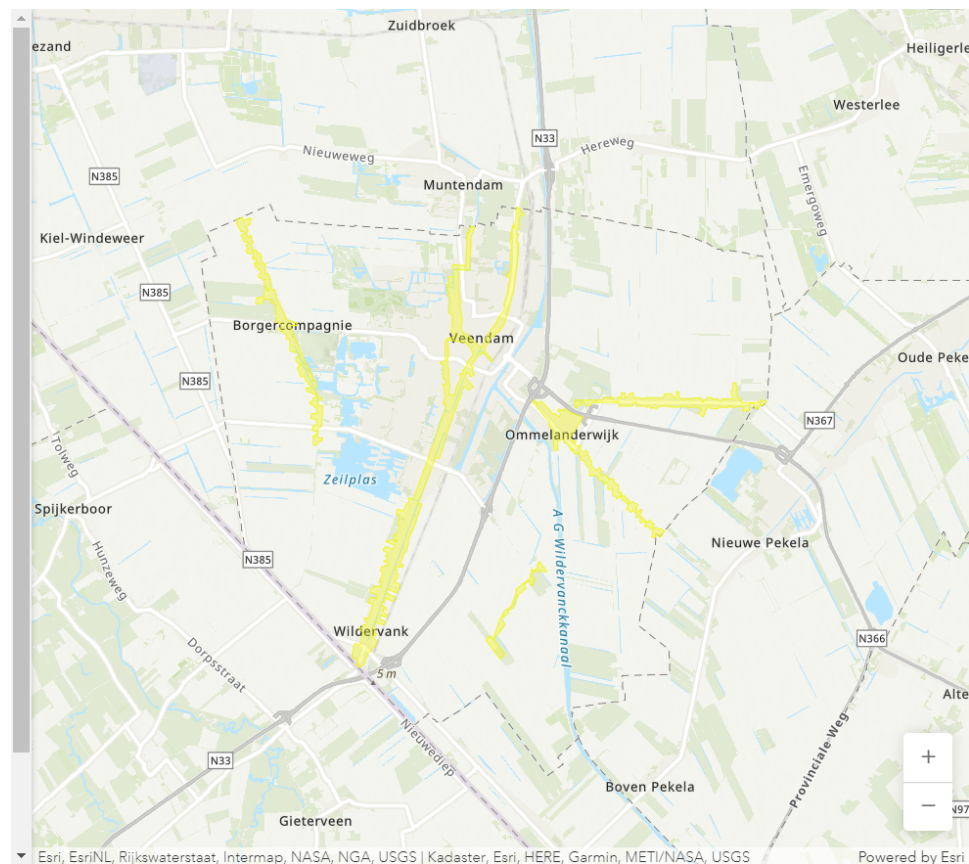 Zuidbroek
ezand
Heiligerle
Westerlee
N33
Hereweg
Nieuweweg
N385
Muntendam
Emergoweg
Kiel-Windeweer
N385
Borgercompagnie
Veendam
Oude Peke
N385
N367
Ommelanderwijk
Tolweg
Zeilplas
Spijkerboor
A G Wildervanckkanaal
Nieuwe Pekela
Hunzeweg
N385
Wildervank
N366
Dorpsstraat
5 m
Alte
Nieuwediep
Provinciale Weg
N33
+
Boven Pekela
−
N97
Gieterveen
Esri, EsriNL, Rijkswaterstaat, Intermap, NASA, NGA, USGS | Kadaster, Esri, HERE, Garmin, METI/NASA, USGS
Powered by Esri